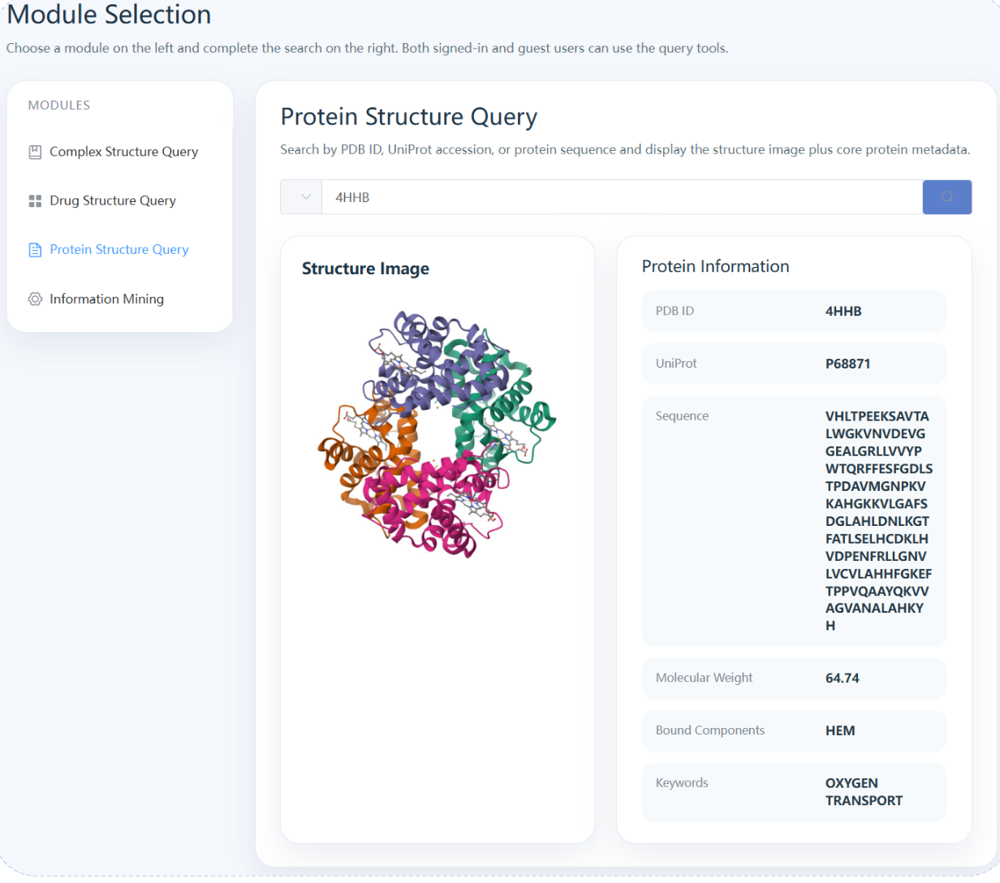 Module Selection
Choose a module on the left and complete the search on the right. Both signed-in and guest users can use the query tools.
MODULES
Complex Structure Query
Drug Structure Query
Protein Structure Query
Information Mining
Protein Structure Query
Search by PDB ID, UniProt accession, or protein sequence and display the structure image plus core protein metadata.
4HHB
Structure Image
Protein Information
PDB ID 4HHB
UniProt P68871
Sequence VHLTPEEKSAVTA
LWGKVNVDEVG
GEALGRLLVVYP
WTQRFFESFGDLS
TPDAVMGNPKV
KAHGKKVLGAFS
DGLAHLDNLKGT
FATLSELHCDKLH
VDPENFRLLGNV
LVCVLAHHFGKEF
TPPVQAAYQKVV
AGVANALAHKY
H
Molecular Weight 64.74
Bound Components HEM
Keywords OXYGEN
TRANSPORT